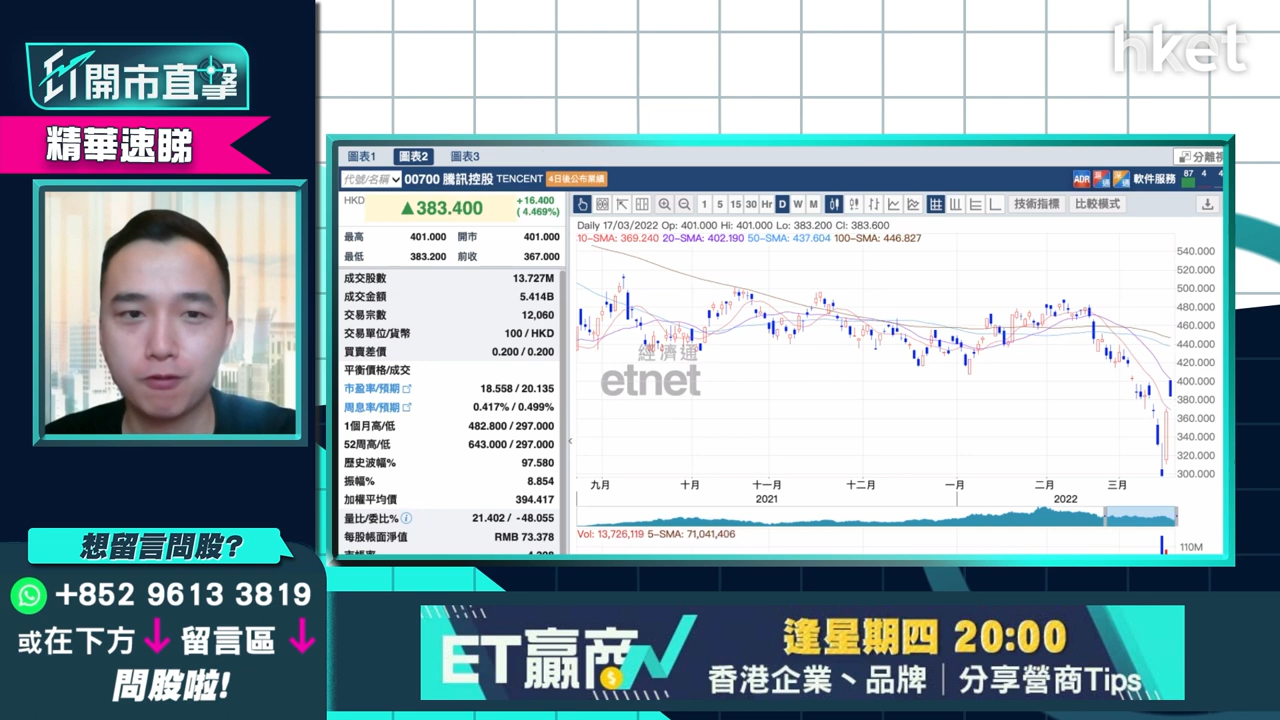 hket
ET開市直擊
精華速睇
圖表1 圖表2 圖表3
分離視
代號/名稱 00700 騰訊控股 TENCENT 4日後公布業績
ADR 軟件服務 87 4 4
HKD ▲383.400 +16.400 (4.469%)
最高 401.000 開市 401.000
最低 383.200 前收 367.000
成交股數 13.727M
成交金額 5.414B
交易宗數 12,060
交易單位/貨幣 100 / HKD
買賣差價 0.200 / 0.200
平衡價格/成交
市盈率/預期 18.558 / 20.135
周息率/預期 0.417% / 0.499%
1個月高/低 482.800 / 297.000
52周高/低 643.000 / 297.000
歷史波幅% 97.580
振幅% 8.854
加權平均價 394.417
量比/委比% 21.402 / -48.055
每股帳面淨值 RMB 73.378
1 5 15 30 Hr D W M 技術指標 比較模式
Daily 17/03/2022 Op: 401.000 Hi: 401.000 Lo: 383.200 Cl: 383.600
10-SMA: 369.240 20-SMA: 402.190 50-SMA: 437.604 100-SMA: 446.827
540.000
520.000
500.000
480.000
460.000
440.000
420.000
400.000
380.000
360.000
340.000
320.000
300.000
經濟通
etnet
九月 十月 十一月 十二月 一月 二月 三月
2021 2022
Vol: 13,726,119 5-SMA: 71,041,406
110M
想留言問股?
+852 9613 3819
或在下方↓留言區↓
問股啦!
ET贏商
逢星期四 20:00
香港企業、品牌｜分享營商Tips